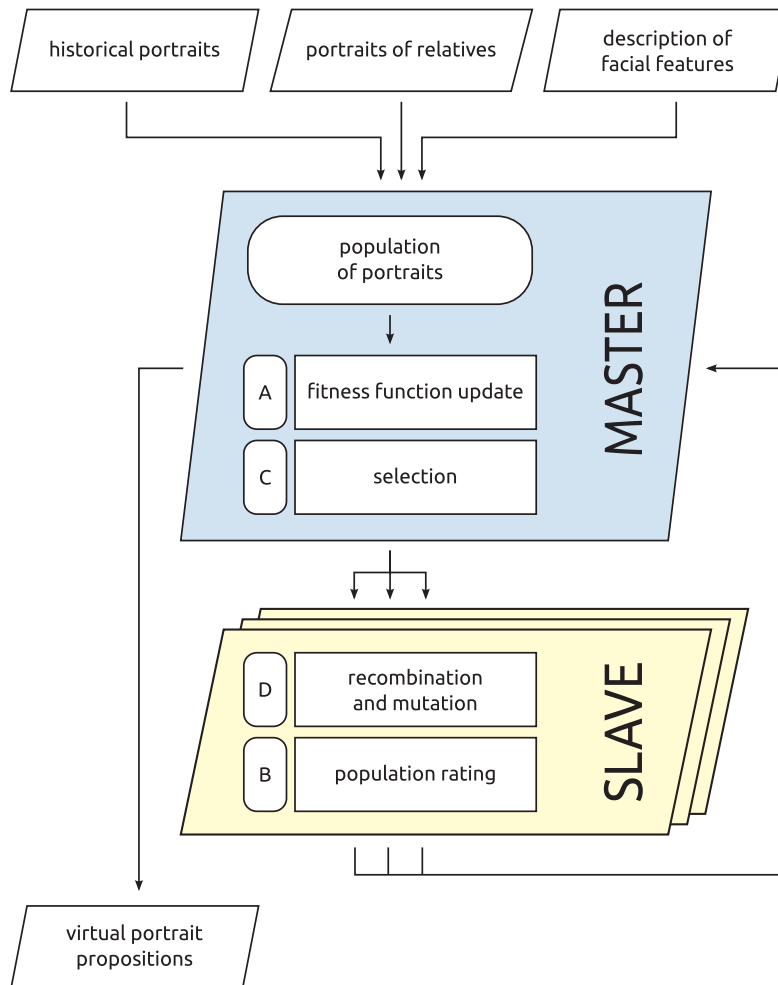 historical portraits
portraits of relatives
description of
facial features
population
of portraits
A
fitness function update
C
selection
MASTER
D
recombination
and mutation
B
population rating
SLAVE
virtual portrait
propositions